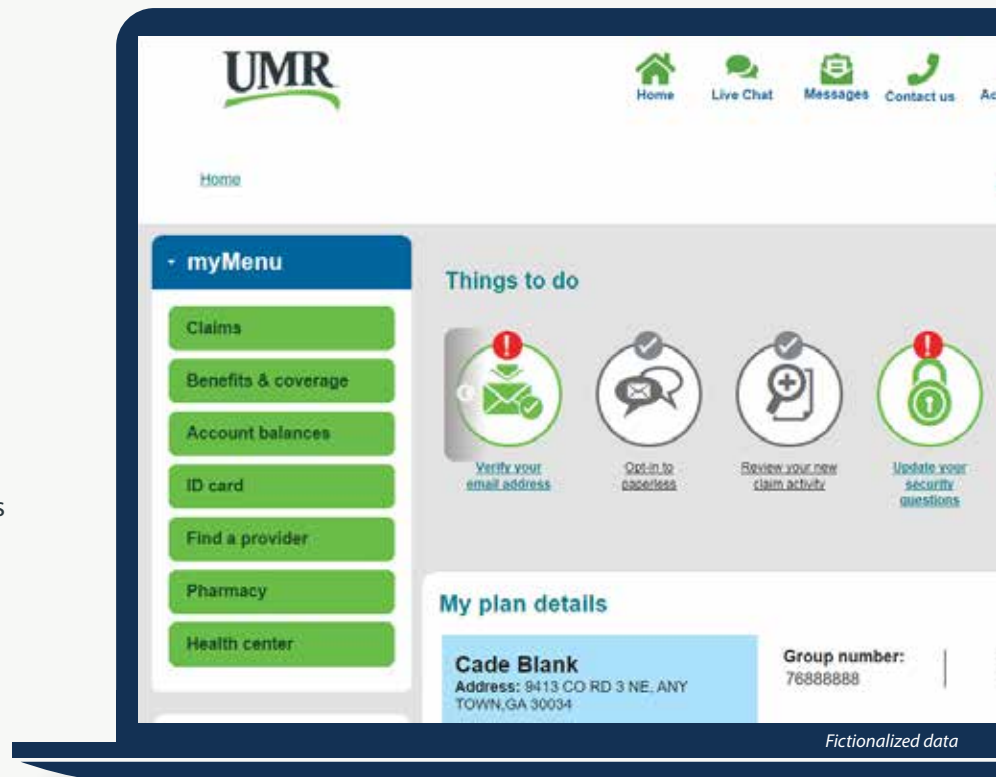 UMR
Home
Live Chat
Messages
Contact us
Home
myMenu
Claims
Benefits & coverage
Account balances
ID card
Find a provider
Pharmacy
Health center
s
Things to do
Verify your
email address
Opt-in to
paperless
Review your new
claim activity
Update your
security
questions
My plan details
Cade Blank
Address: 9413 CO RD 3 NE, ANY
TOWN,GA 30034
Group number:
76888888
Fictionalized data